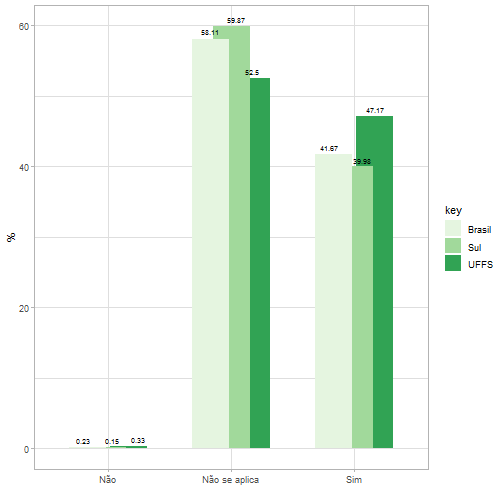 60
40
20
0
%
0.23
0.15
0.33
58.11
59.87
52.5
41.67
39.98
47.17
Não
Não se aplica
Sim
key
Brasil
Sul
UFFS